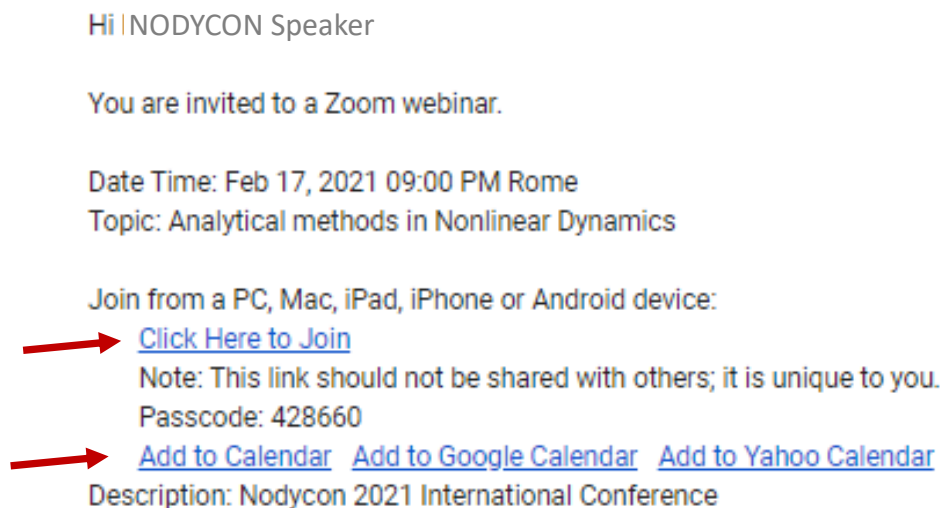 Hi NODYCON Speaker
You are invited to a Zoom webinar.
Date Time: Feb 17, 2021 09:00 PM Rome
Topic: Analytical methods in Nonlinear Dynamics
Join from a PC, Mac, iPad, iPhone or Android device:
Click Here to Join
Note: This link should not be shared with others; it is unique to you.
Passcode: 428660
Add to Calendar Add to Google Calendar Add to Yahoo Calendar
Description: Nodycon 2021 International Conference